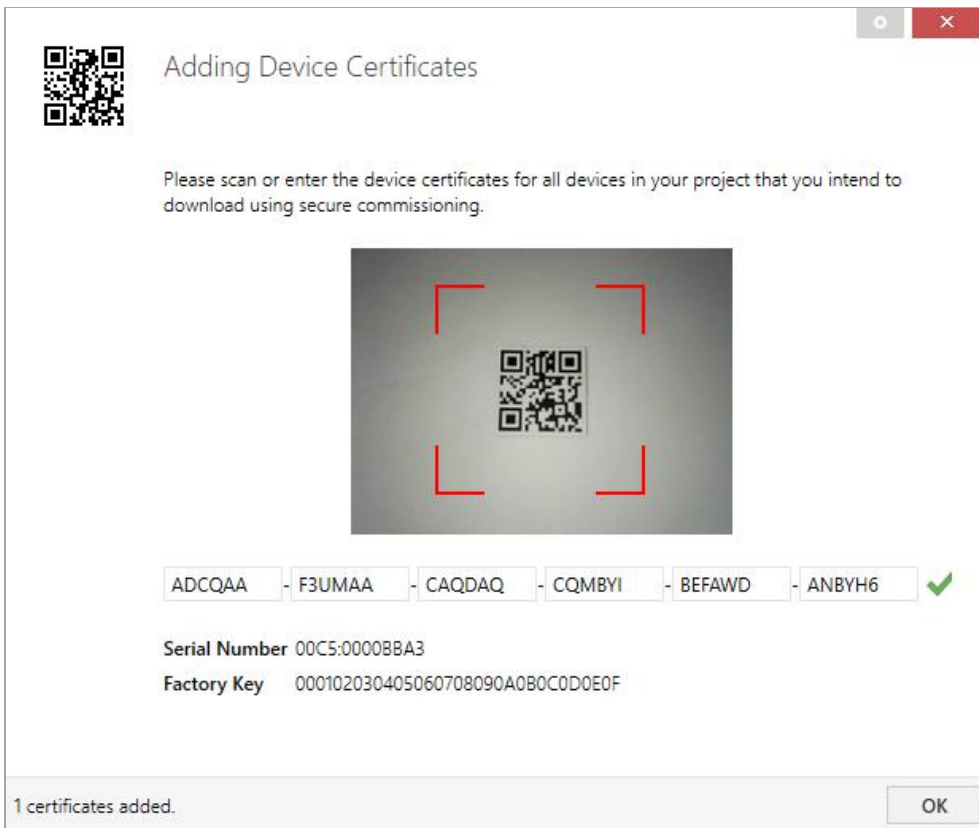 Adding Device Certificates
Please scan or enter the device certificates for all devices in your project that you intend to
download using secure commissioning.
ADCQAA - F3UMAA - CAQDAQ - CQMBYI - BEFAWD - ANBYH6
Serial Number 00C5:0000BBA3
Factory Key 000102030405060708090A0B0C0D0E0F
1 certificates added.
OK